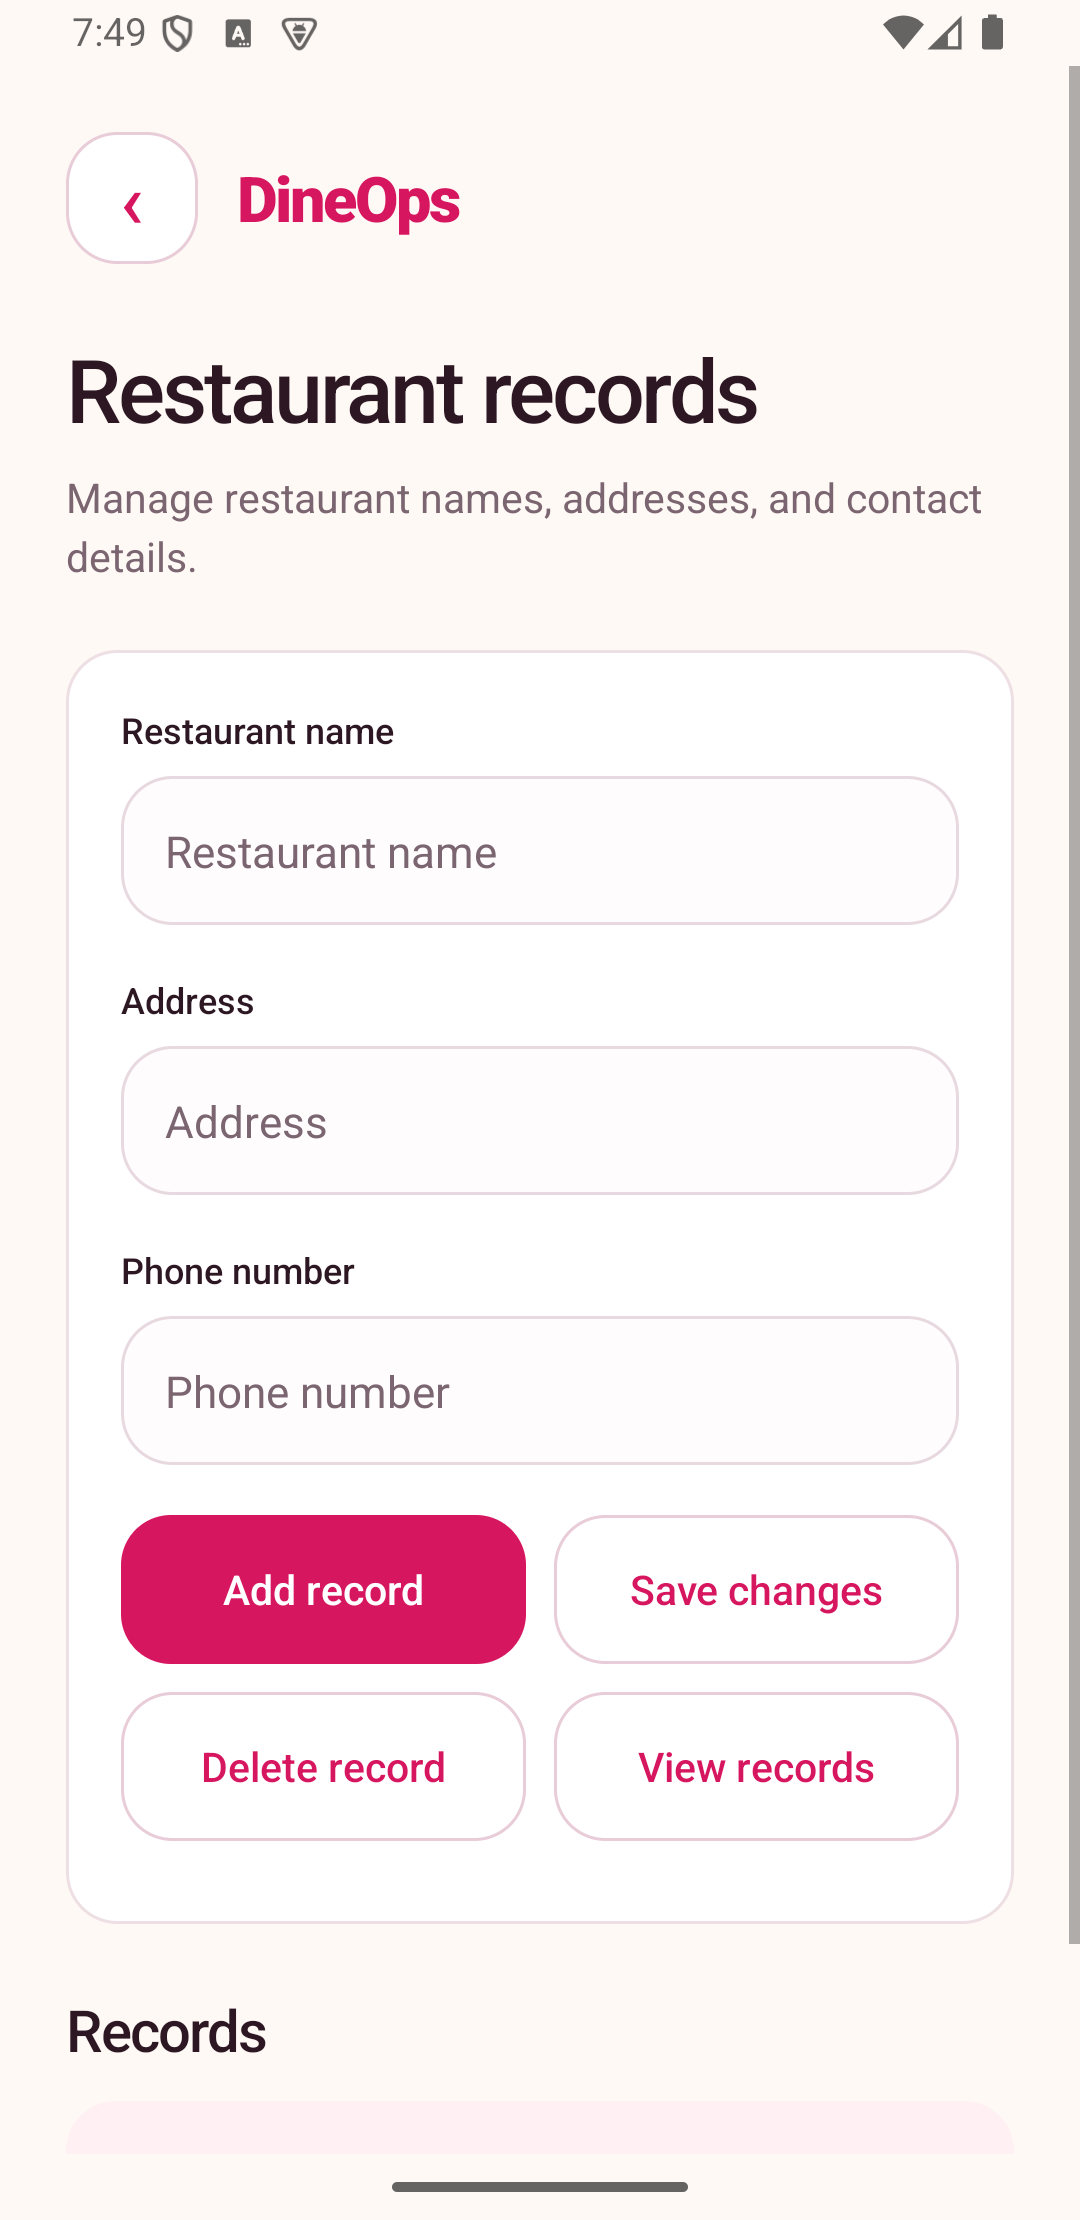 7:49
‹ DineOps
Restaurant records
Manage restaurant names, addresses, and contact
details.
Restaurant name
Restaurant name
Address
Address
Phone number
Phone number
Add record Save changes
Delete record View records
Records